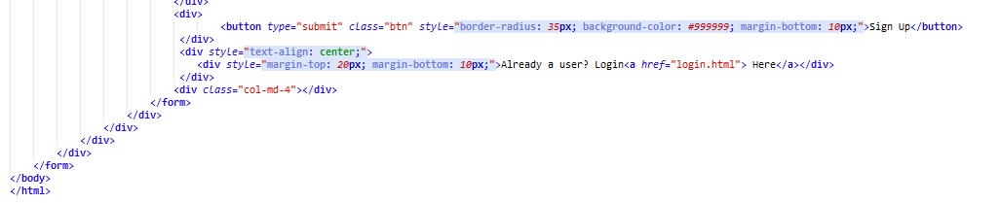 </div>
<div>
<button type="submit" class="btn" style="border-radius: 35px; background-color: #999999; margin-bottom: 10px;">Sign Up</button>
</div>
<div style="text-align: center;">
<div style="margin-top: 20px; margin-bottom: 10px;">Already a user? Login<a href="login.html"> Here</a></div>
</div>
<div class="col-md-4"></div>
</form>
</div>
</div>
</div>
</div>
</form>
</body>
</html>